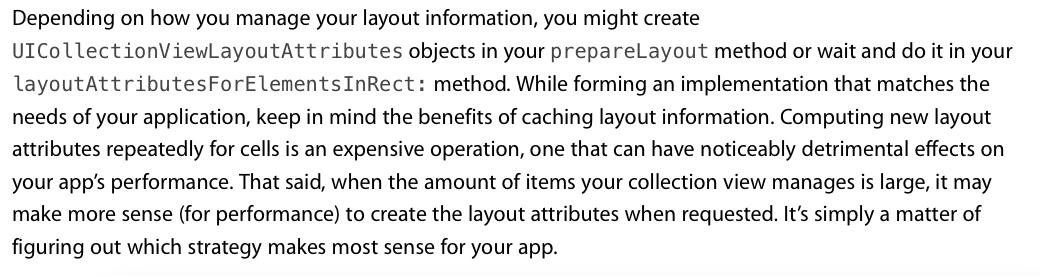 Depending on how you manage your layout information, you might create
UICollectionViewLayoutAttributes objects in your prepareLayout method or wait and do it in your
layoutAttributesForElementsInRect: method. While forming an implementation that matches the
needs of your application, keep in mind the benefits of caching layout information. Computing new layout
attributes repeatedly for cells is an expensive operation, one that can have noticeably detrimental effects on
your app’s performance. That said, when the amount of items your collection view manages is large, it may
make more sense (for performance) to create the layout attributes when requested. It’s simply a matter of
figuring out which strategy makes most sense for your app.